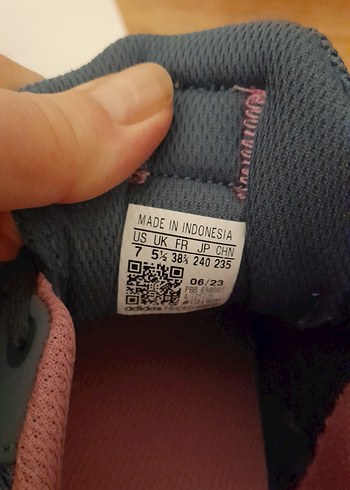 MADE IN INDONESIA
US UK FR JP CHN
7 5½ 38⅔ 240 235
06/23
adidas